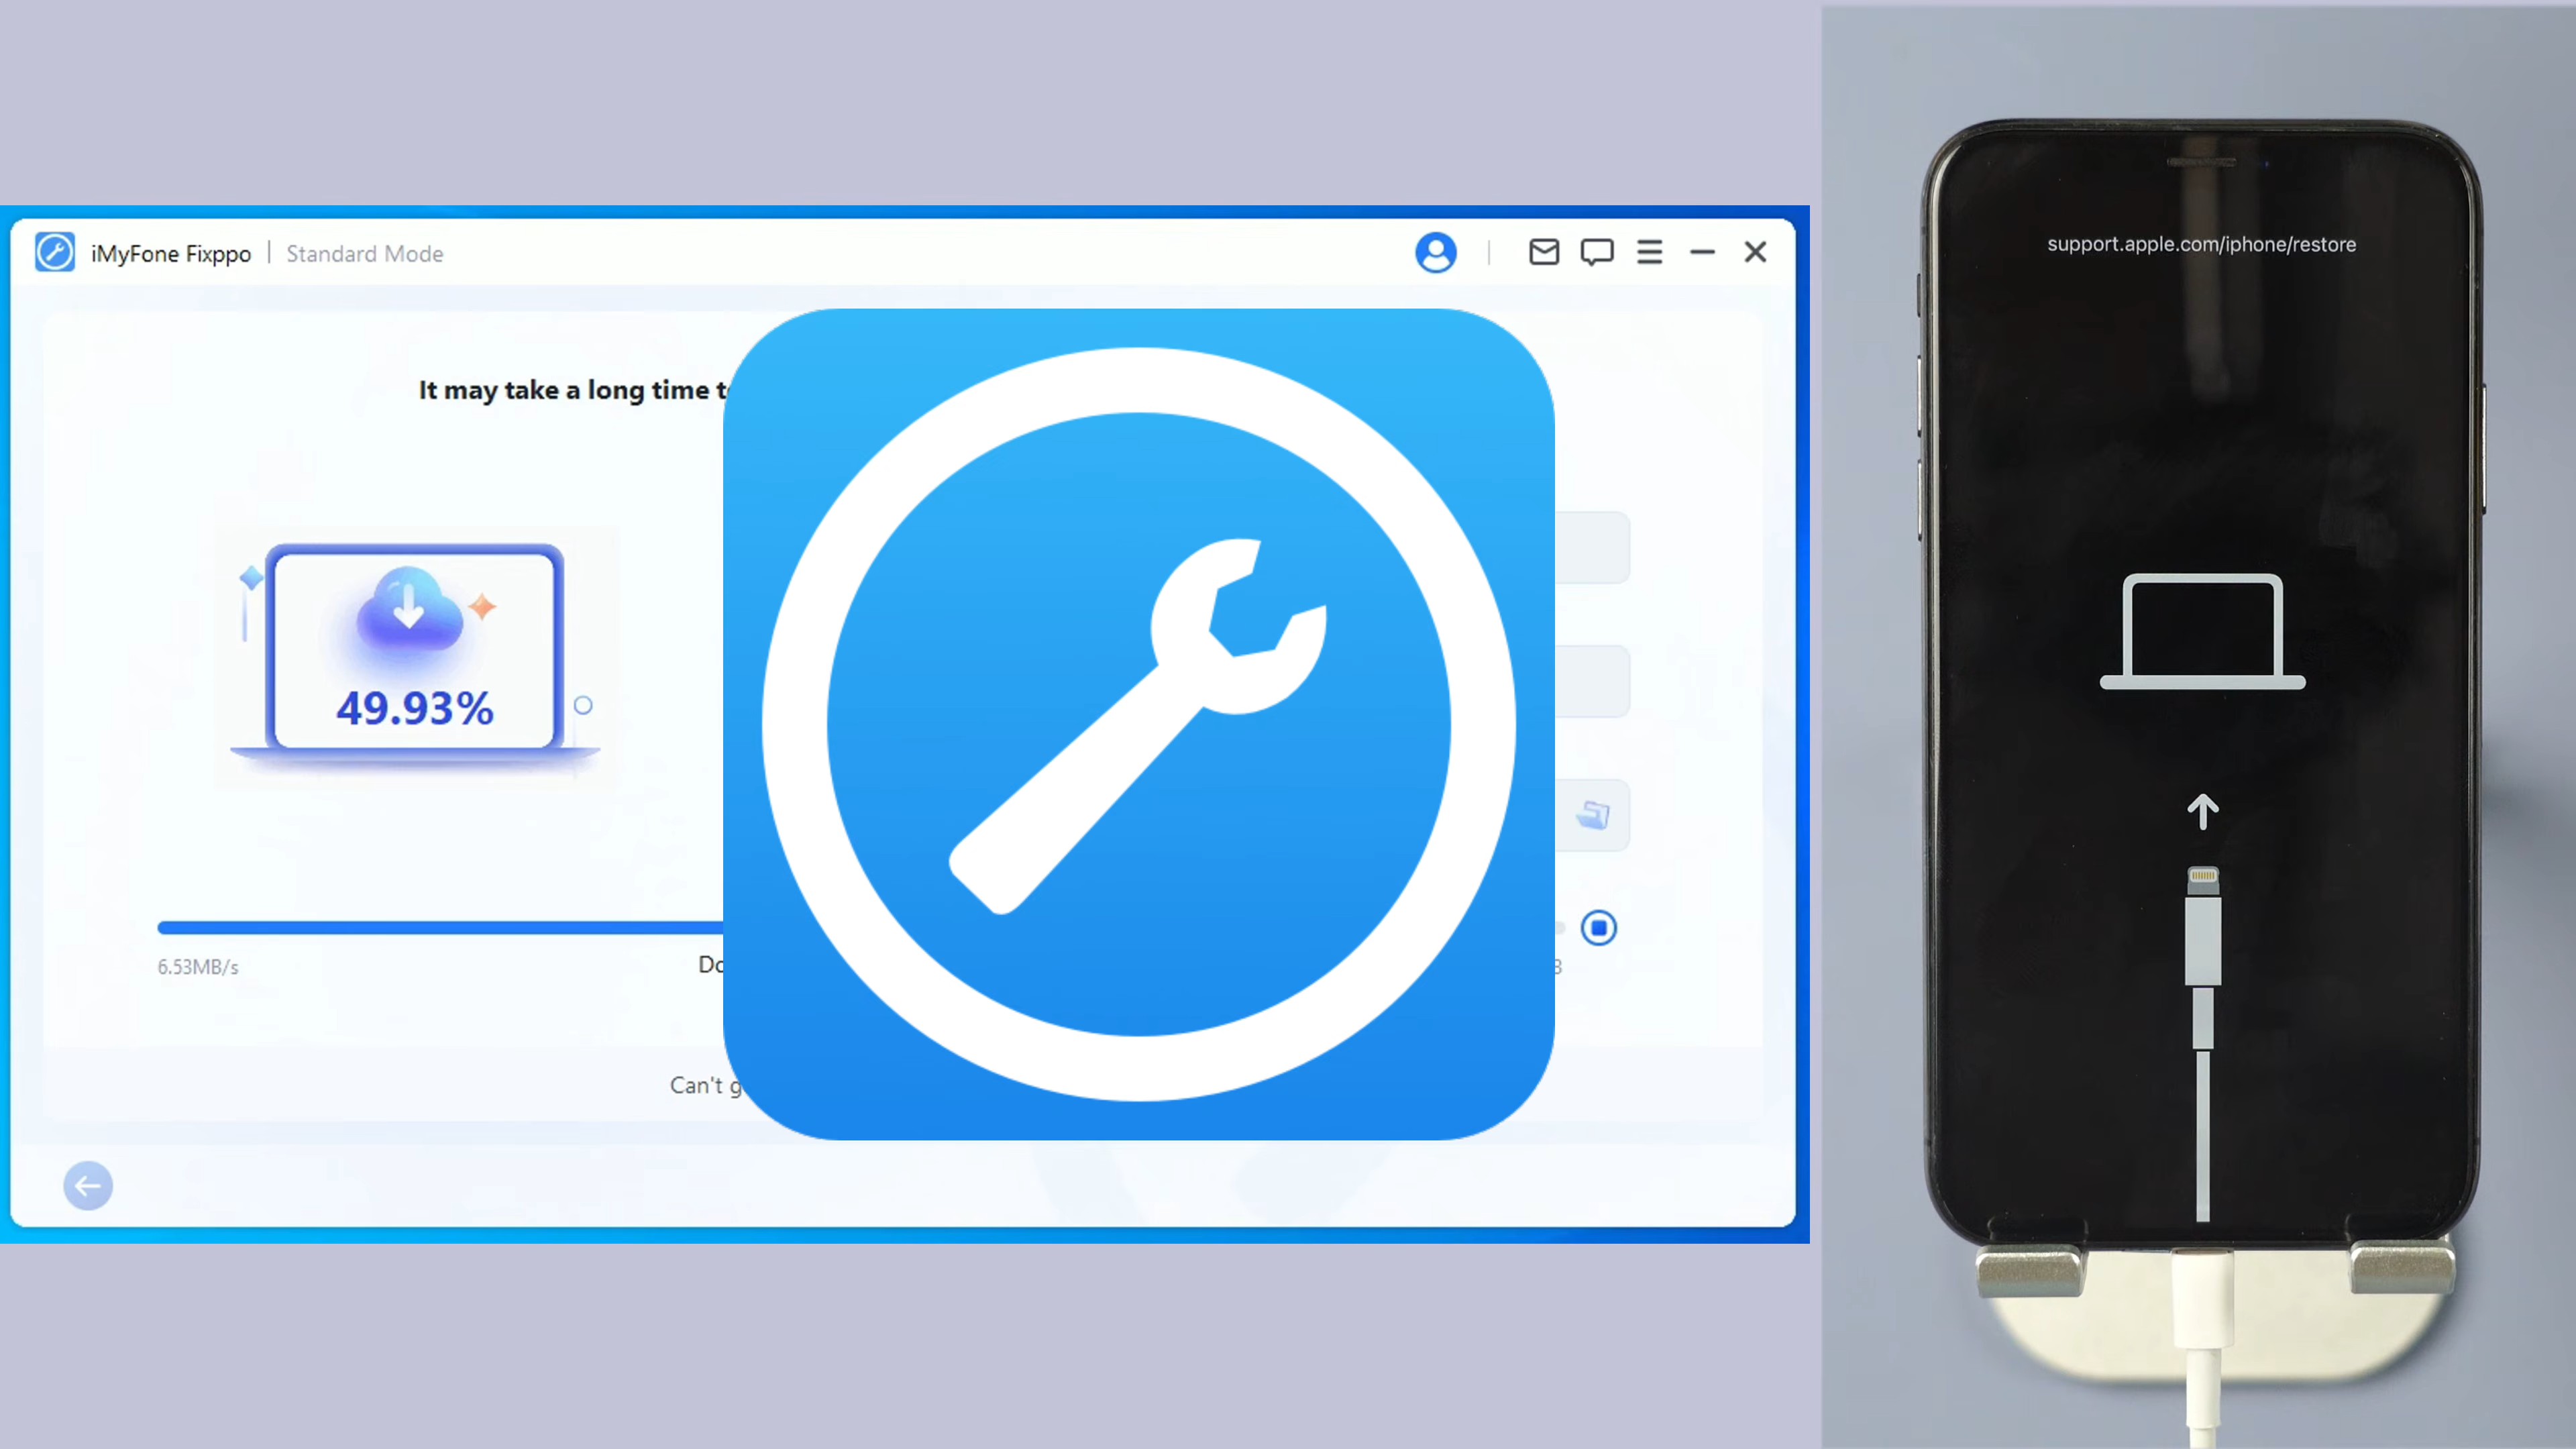 iMyFone Fixppo | Standard Mode
It may take a long time
49.93%
6.53MB/s
Can't
support.apple.com/iphone/restore